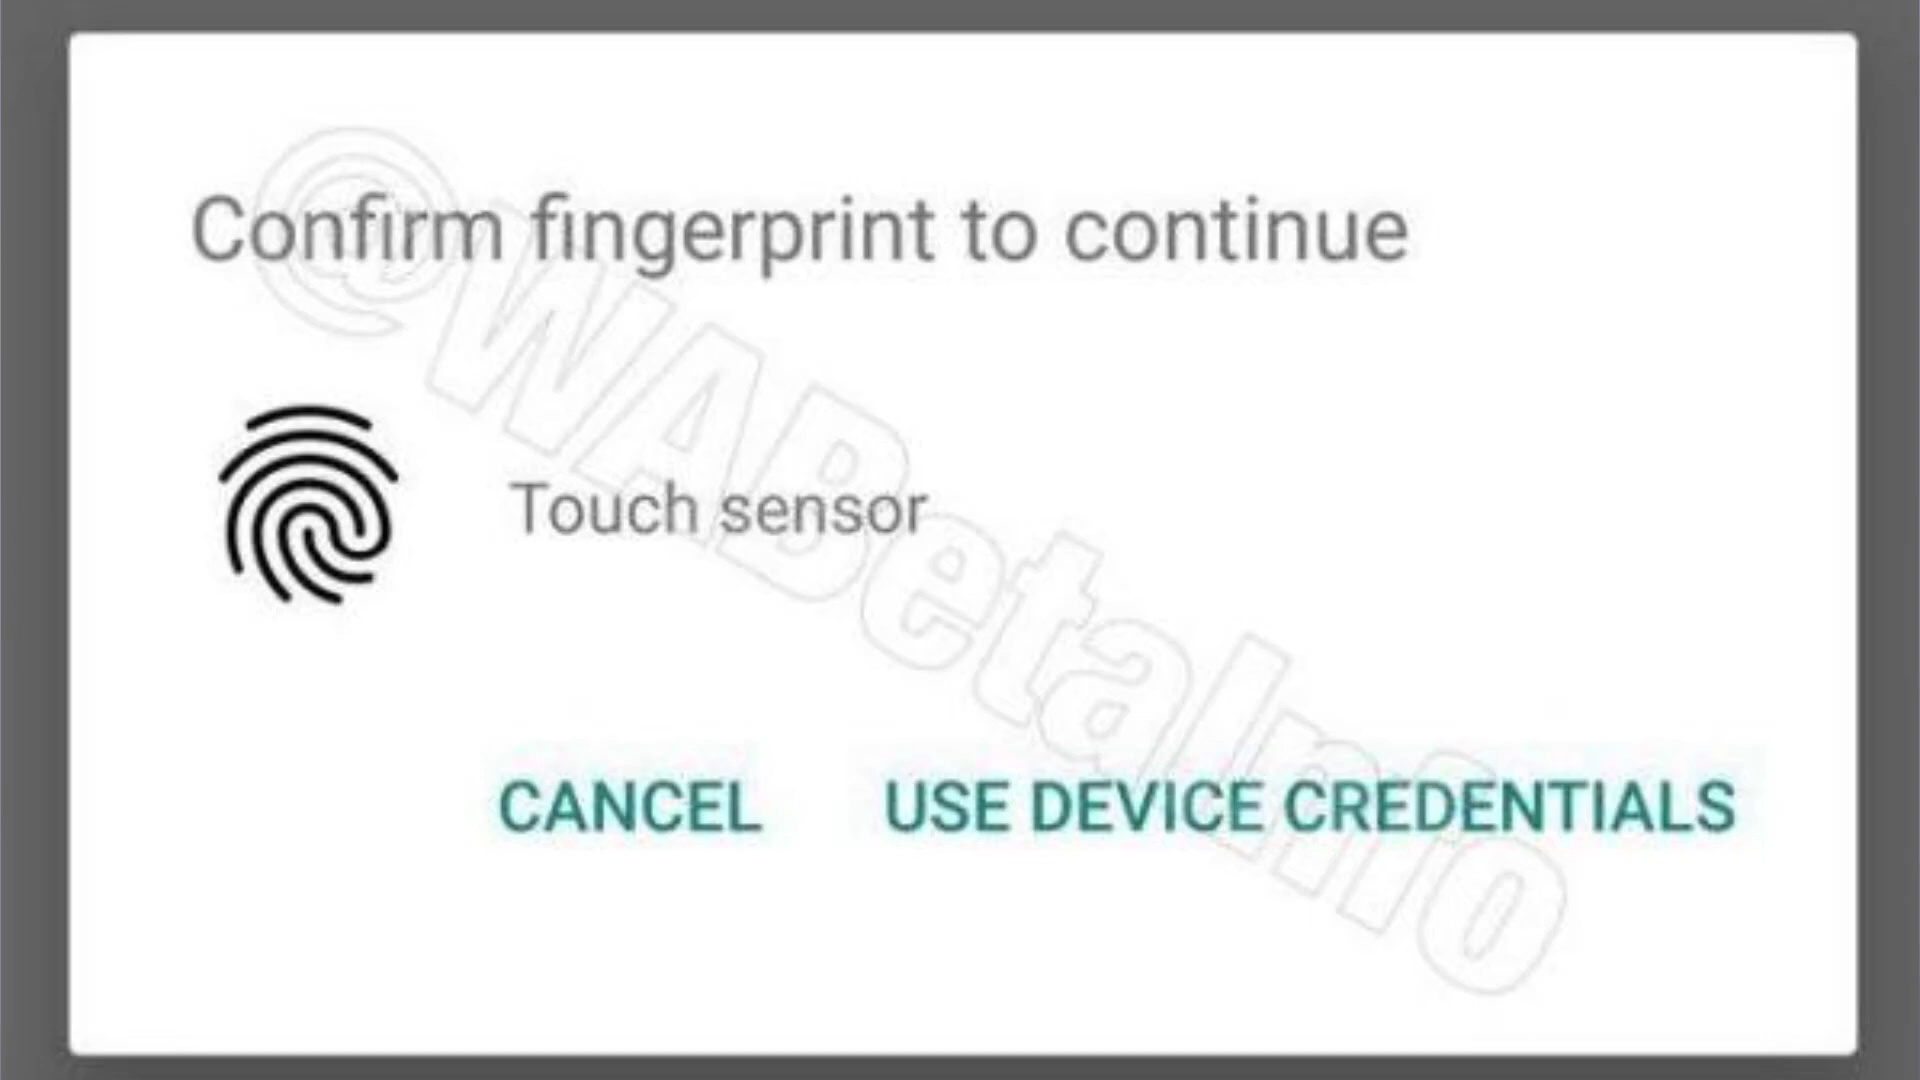 Confirm fingerprint to continue
@WABetaInfo
Touch sensor
CANCEL USE DEVICE CREDENTIALS